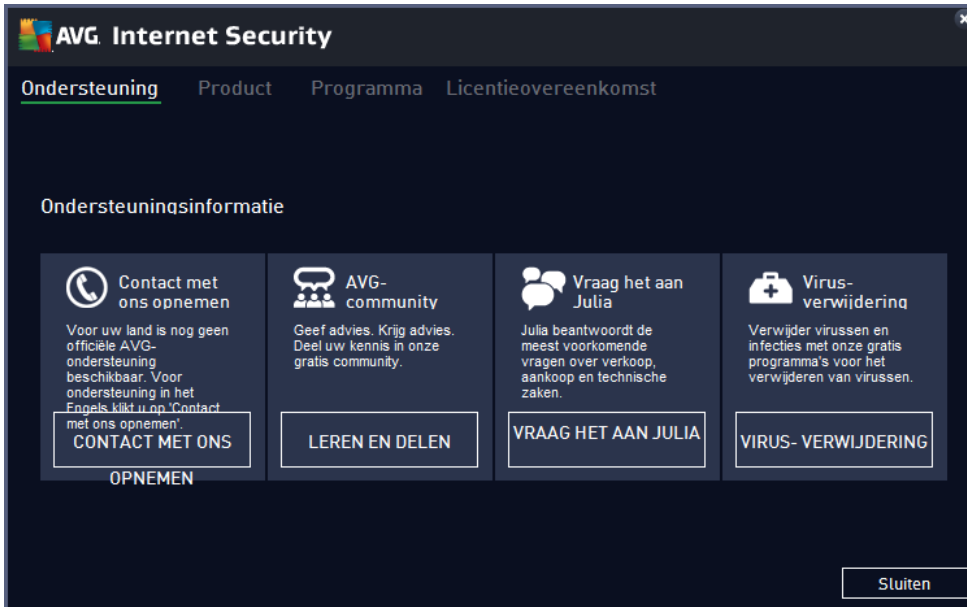 AVG Internet Security
Ondersteuning Product Programma Licentieovereenkomst
Ondersteuningsinformatie
Contact met
ons opnemen
Voor uw land is nog geen
officiële AVG-
ondersteuning
beschikbaar. Voor
ondersteuning in het
Engels klikt u op 'Contact
met ons opnemen'.
CONTACT MET ONS
OPNEMEN
AVG-
community
Geef advies. Krijg advies.
Deel uw kennis in onze
gratis community.
LEREN EN DELEN
Vraag het aan
Julia
Julia beantwoordt de
meest voorkomende
vragen over verkoop,
aankoop en technische
zaken.
VRAAG HET AAN JULIA
Virus-
verwijdering
Verwijder virussen en
infecties met onze gratis
programma's voor het
verwijderen van virussen.
VIRUS- VERWIJDERING
Sluiten